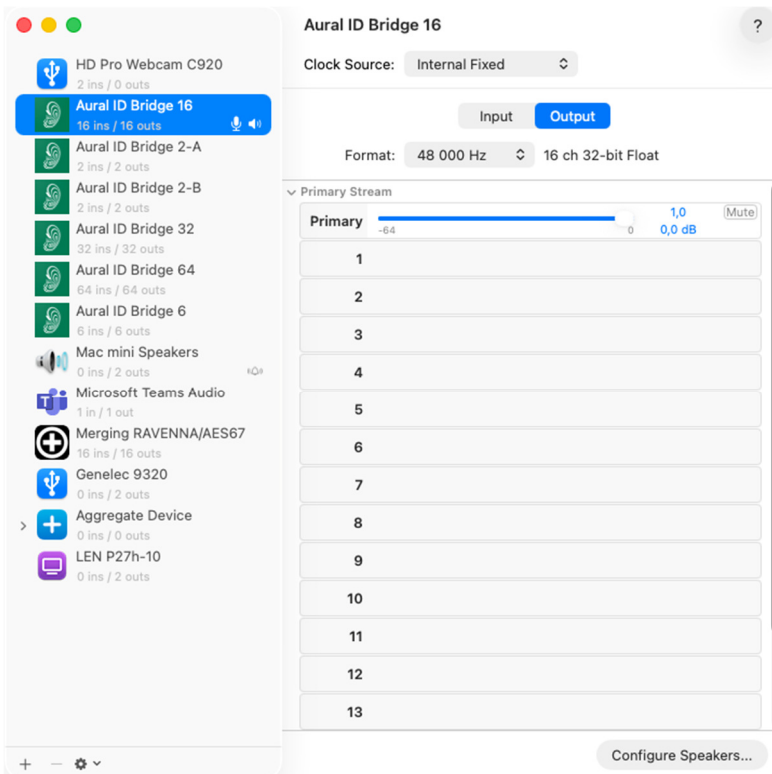 HD Pro Webcam C920
2 ins / 0 outs
Aural ID Bridge 16
16 ins / 16 outs
Aural ID Bridge 2-A
2 ins / 2 outs
Aural ID Bridge 2-B
2 ins / 2 outs
Aural ID Bridge 32
32 ins / 32 outs
Aural ID Bridge 64
64 ins / 64 outs
Aural ID Bridge 6
6 ins / 6 outs
Mac mini Speakers
0 ins / 2 outs
Microsoft Teams Audio
1 in / 1 out
Merging RAVENNA/AES67
16 ins / 16 outs
Genelec 9320
0 ins / 2 outs
Aggregate Device
0 ins / 0 outs
LEN P27h-10
0 ins / 2 outs
Aural ID Bridge 16
?
Clock Source: Internal Fixed
Input Output
Format: 48 000 Hz 16 ch 32-bit Float
Primary Stream
Primary -64 0 1,0 Mute
0,0 dB
1
2
3
4
5
6
7
8
9
10
11
12
13
Configure Speakers...